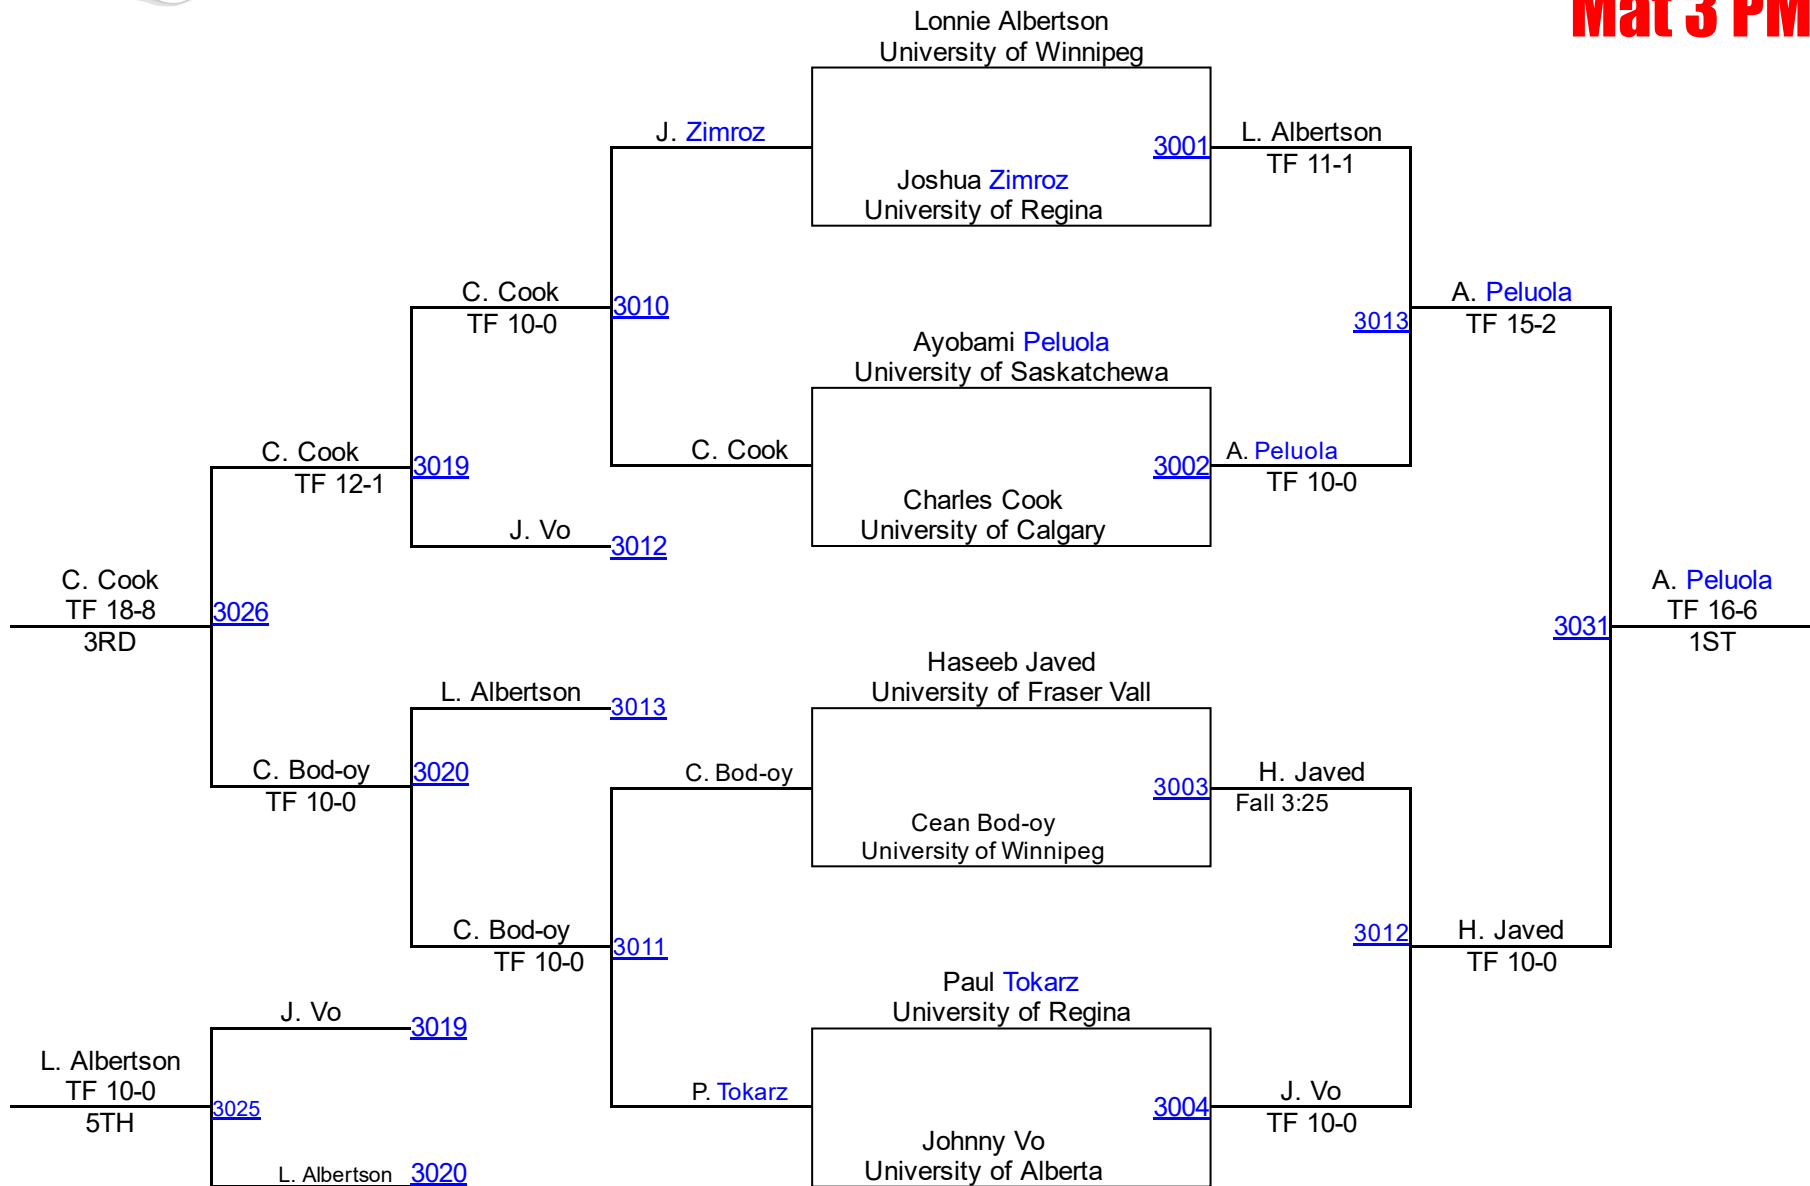 Mat 3 PM
Lonnie Albertson
University of Winnipeg
J. Zimroz
3001
L. Albertson
TF 11-1
Joshua Zimroz
University of Regina
C. Cook
TF 10-0
3010
A. Peluola
TF 15-2
3013
Ayobami Peluola
University of Saskatchewa
C. Cook
TF 12-1
3019
C. Cook
3002
A. Peluola
TF 10-0
Charles Cook
University of Calgary
J. Vo
3012
C. Cook
TF 18-8
3RD
3026
3031
A. Peluola
TF 16-6
1ST
Haseeb Javed
University of Fraser Vall
L. Albertson
3013
C. Bod-oy
TF 10-0
3020
C. Bod-oy
3003
H. Javed
Fall 3:25
Cean Bod-oy
University of Winnipeg
C. Bod-oy
TF 10-0
3011
3012
H. Javed
TF 10-0
Paul Tokarz
University of Regina
J. Vo
3019
L. Albertson
TF 10-0
5TH
3025
P. Tokarz
3004
J. Vo
TF 10-0
Johnny Vo
University of Alberta
L. Albertson
3020